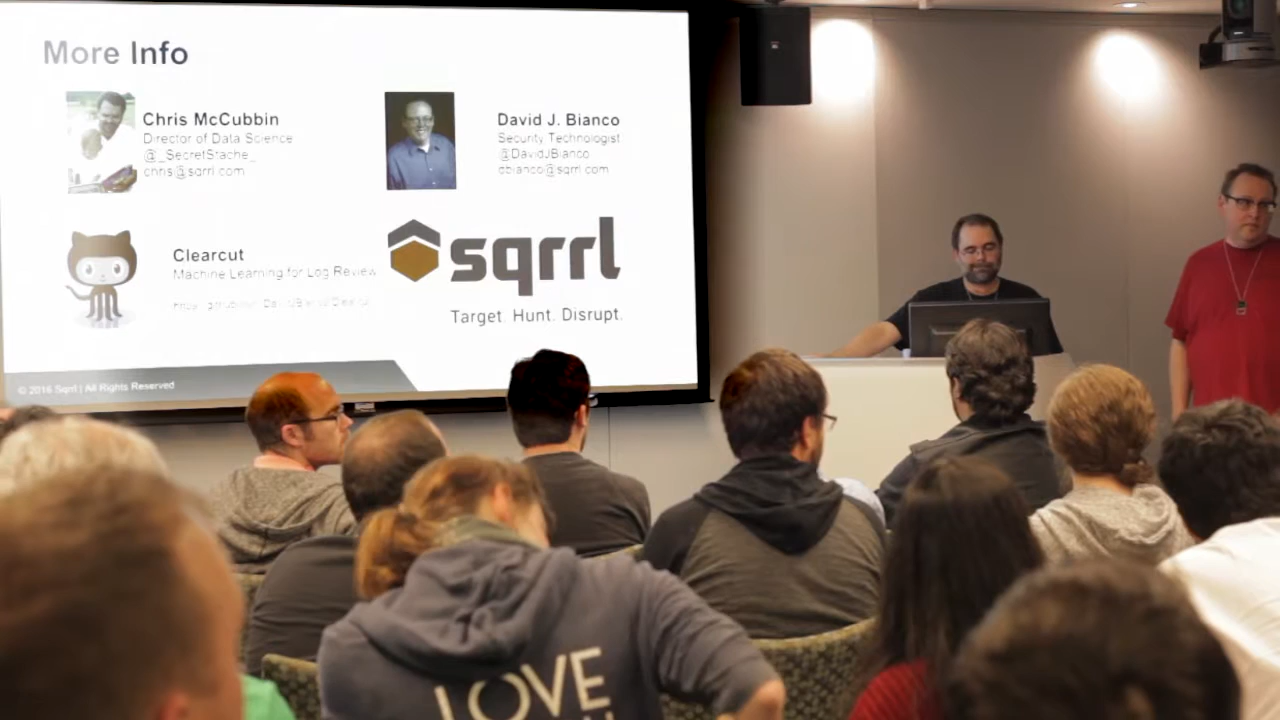 More Info
Chris McCubbin
Director of Data Science
@_SecretStache_
chris@sqrrl.com
David J. Bianco
Security Technologist
@DavidJBianco
dbianco@sqrrl.com
Clearcut
Machine Learning for Log Review
sqrrl
Target. Hunt. Disrupt.
© 2016 Sqrrl | All Rights Reserved
LOVE